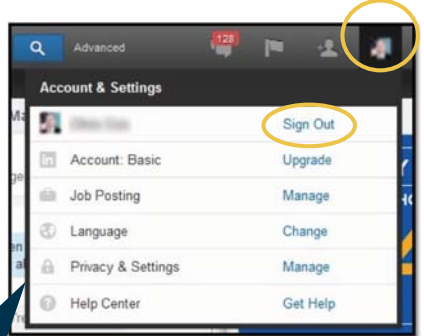 Advanced 128
Account & Settings
Sign Out
in Account: Basic Upgrade
Job Posting Manage
Language Change
Privacy & Settings Manage
? Help Center Get Help